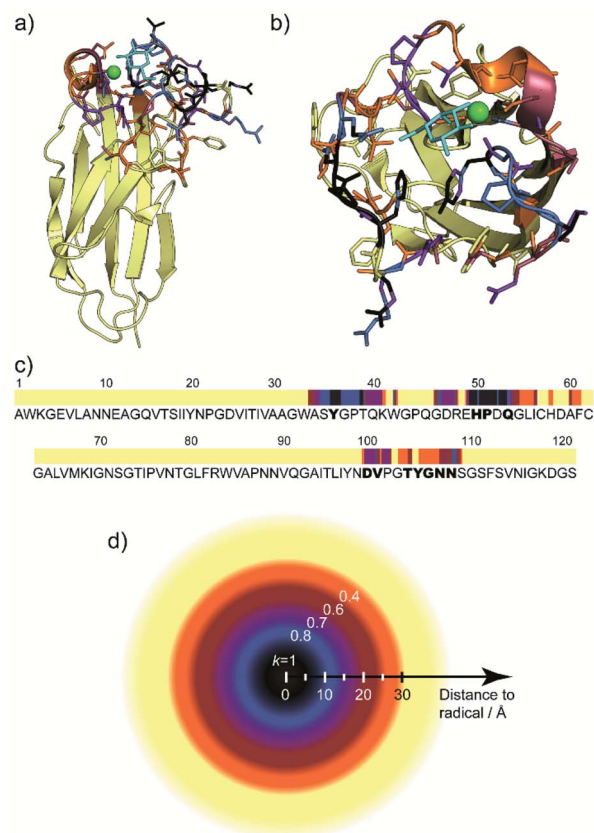 a)
b)
c)
1 10 20 30 40 50 60
AWKGEVLANNEAGQVTSIIYNPGDVITIVAAGWASYGPTQKWGPQGDREHPDQGLICHDAFC
70 80 90 100 110 120
GALVMKIGNSGTIPVNTGLFRWVAPNNVQGAITLIYNDVPGTYGNNSGSFSVNIGKDGS
d)
0.4
0.6
0.7
0.8
k=1
0 10 20 30
Distance to
radical / Å